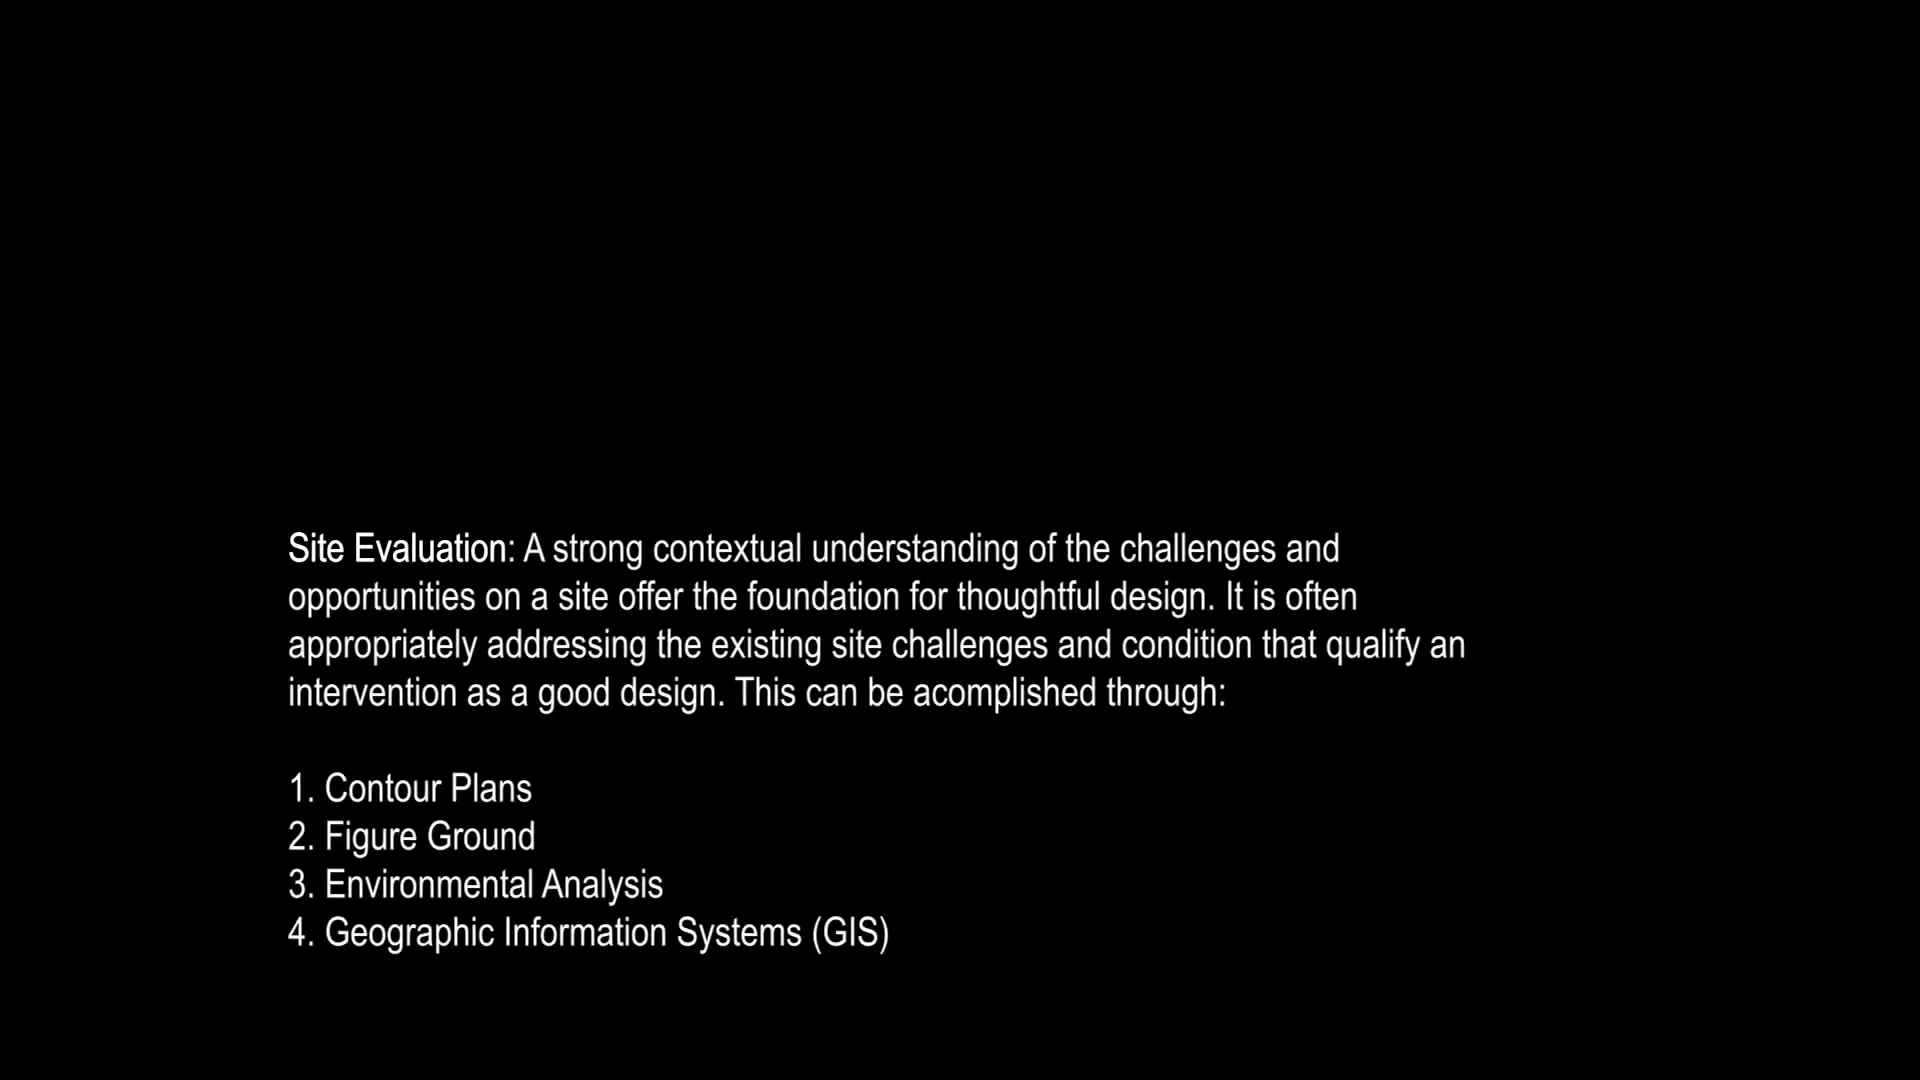 Site Evaluation: A strong contextual understanding of the challenges and
opportunities on a site offer the foundation for thoughtful design. It is often
appropriately addressing the existing site challenges and condition that qualify an
intervention as a good design. This can be acomplished through:
1. Contour Plans
2. Figure Ground
3. Environmental Analysis
4. Geographic Information Systems (GIS)